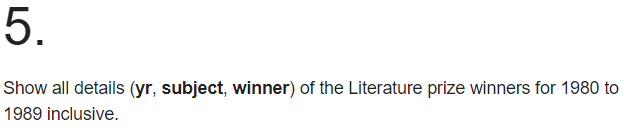 5.
Show all details (yr, subject, winner) of the Literature prize winners for 1980 to
1989 inclusive.